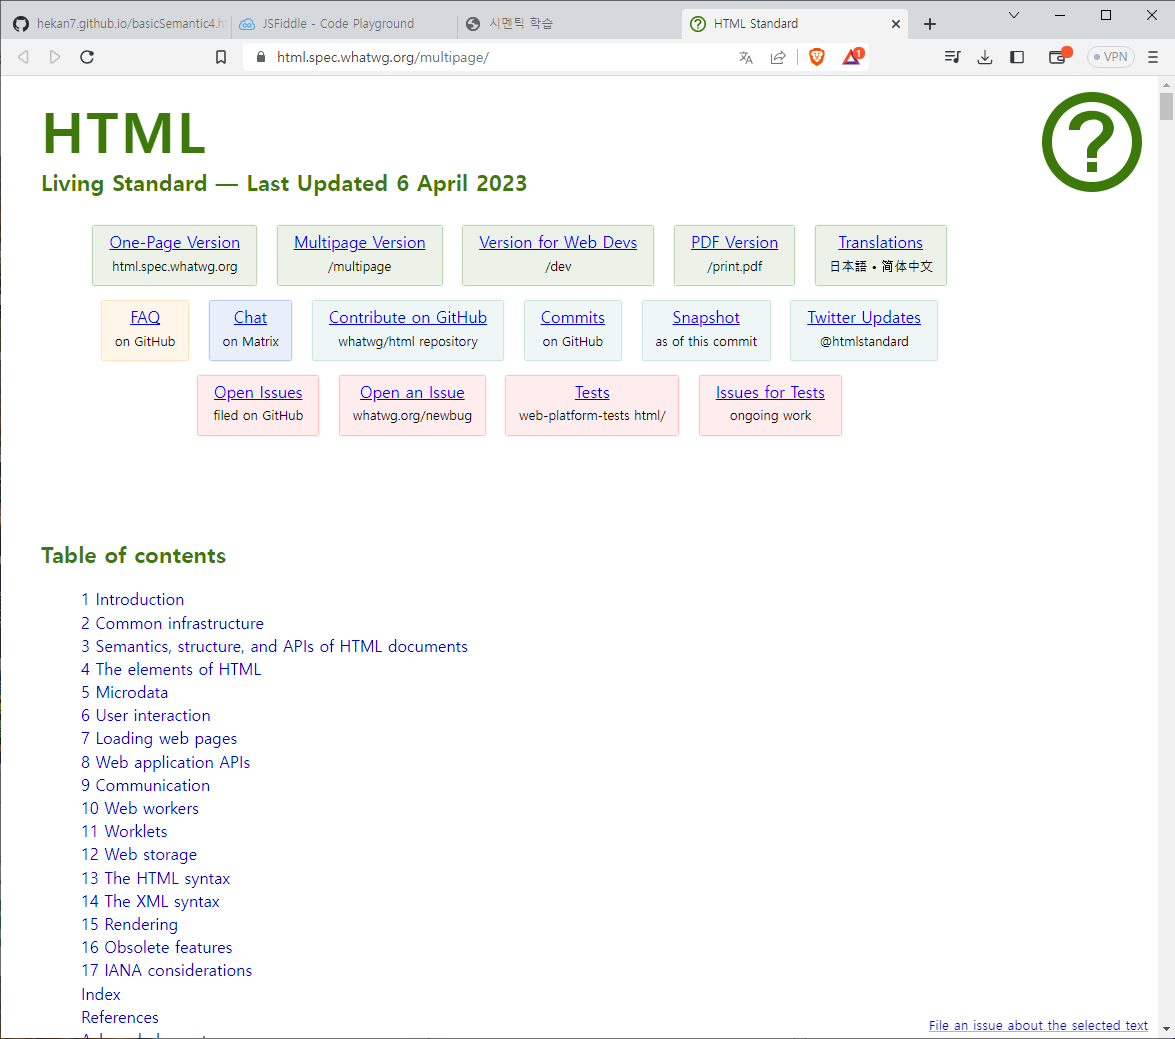 hekan7.github.io/basicSemantic4.h
JSFiddle - Code Playground
시멘틱 학습
HTML Standard
html.spec.whatwg.org/multipage/
1
VPN
HTML
Living Standard — Last Updated 6 April 2023
One-Page Version Multipage Version Version for Web Devs PDF Version Translations
html.spec.whatwg.org /multipage /dev /print.pdf 日本語 • 简体中文
FAQ Chat Contribute on GitHub Commits Snapshot Twitter Updates
on GitHub on Matrix whatwg/html repository on GitHub as of this commit @htmlstandard
Open Issues Open an Issue Tests Issues for Tests
filed on GitHub whatwg.org/newbug web-platform-tests html/ ongoing work
Table of contents
1 Introduction
2 Common infrastructure
3 Semantics, structure, and APIs of HTML documents
4 The elements of HTML
5 Microdata
6 User interaction
7 Loading web pages
8 Web application APIs
9 Communication
10 Web workers
11 Worklets
12 Web storage
13 The HTML syntax
14 The XML syntax
15 Rendering
16 Obsolete features
17 IANA considerations
Index
References
File an issue about the selected text